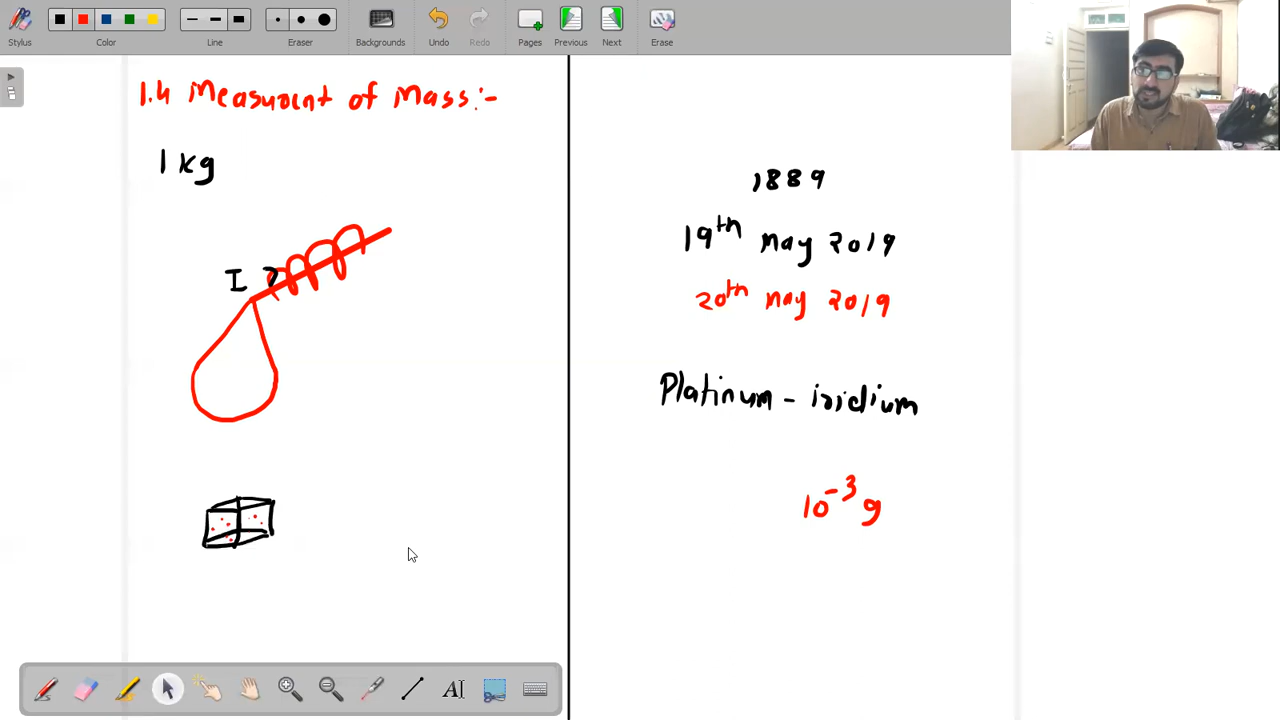 Stylus
Color
Line
Eraser
Backgrounds
Undo
Redo
Pages
Previous
Next
Erase
1.4 Measurment of Mass :-
1 kg
I
1889
19th may 2019
20th may 2019
Platinum - iridium
10-3 g